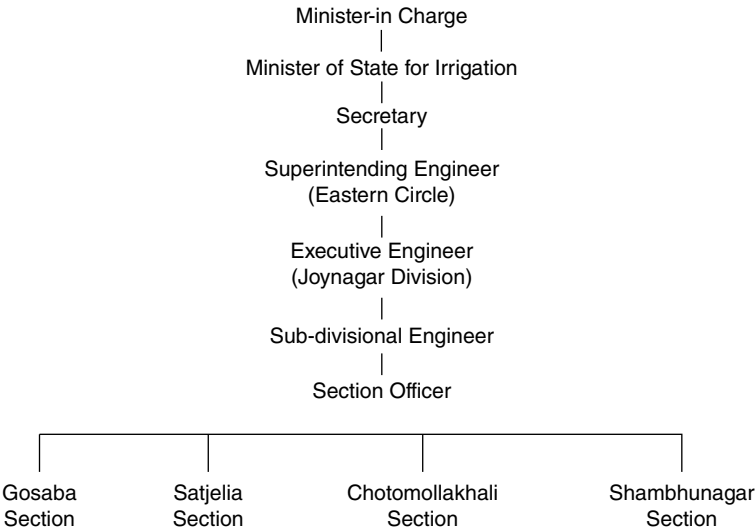 Minister-in Charge
Minister of State for Irrigation
Secretary
Superintending Engineer
(Eastern Circle)
Executive Engineer
(Joynagar Division)
Sub-divisional Engineer
Section Officer
Gosaba
Section
Satjelia
Section
Chotomollakhali
Section
Shambhunagar
Section